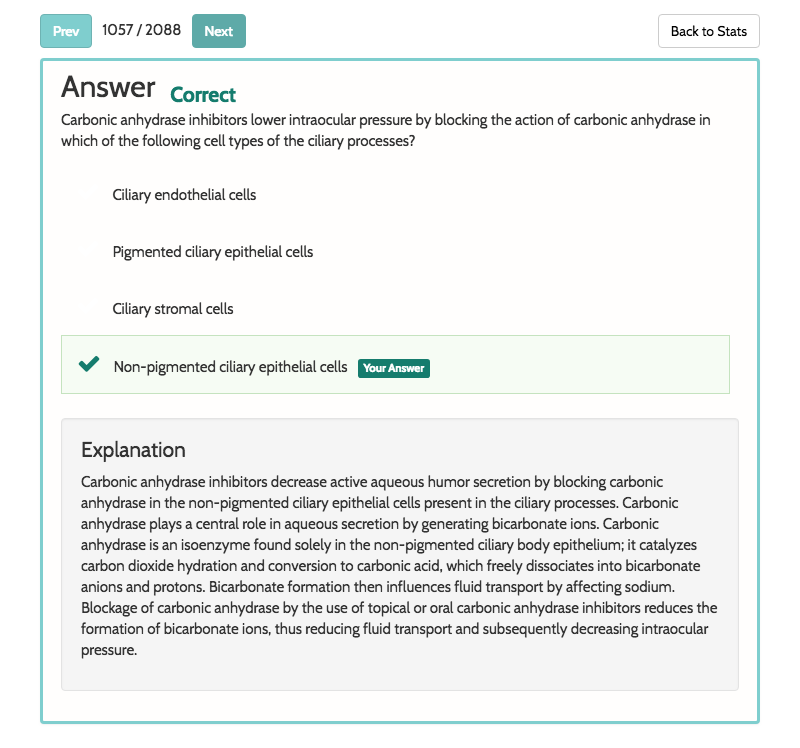 Prev 1057 / 2088 Next Back to Stats
Answer Correct
Carbonic anhydrase inhibitors lower intraocular pressure by blocking the action of carbonic anhydrase in
which of the following cell types of the ciliary processes?
Ciliary endothelial cells
Pigmented ciliary epithelial cells
Ciliary stromal cells
Non-pigmented ciliary epithelial cells Your Answer
Explanation
Carbonic anhydrase inhibitors decrease active aqueous humor secretion by blocking carbonic
anhydrase in the non-pigmented ciliary epithelial cells present in the ciliary processes. Carbonic
anhydrase plays a central role in aqueous secretion by generating bicarbonate ions. Carbonic
anhydrase is an isoenzyme found solely in the non-pigmented ciliary body epithelium; it catalyzes
carbon dioxide hydration and conversion to carbonic acid, which freely dissociates into bicarbonate
anions and protons. Bicarbonate formation then influences fluid transport by affecting sodium.
Blockage of carbonic anhydrase by the use of topical or oral carbonic anhydrase inhibitors reduces the
formation of bicarbonate ions, thus reducing fluid transport and subsequently decreasing intraocular
pressure.